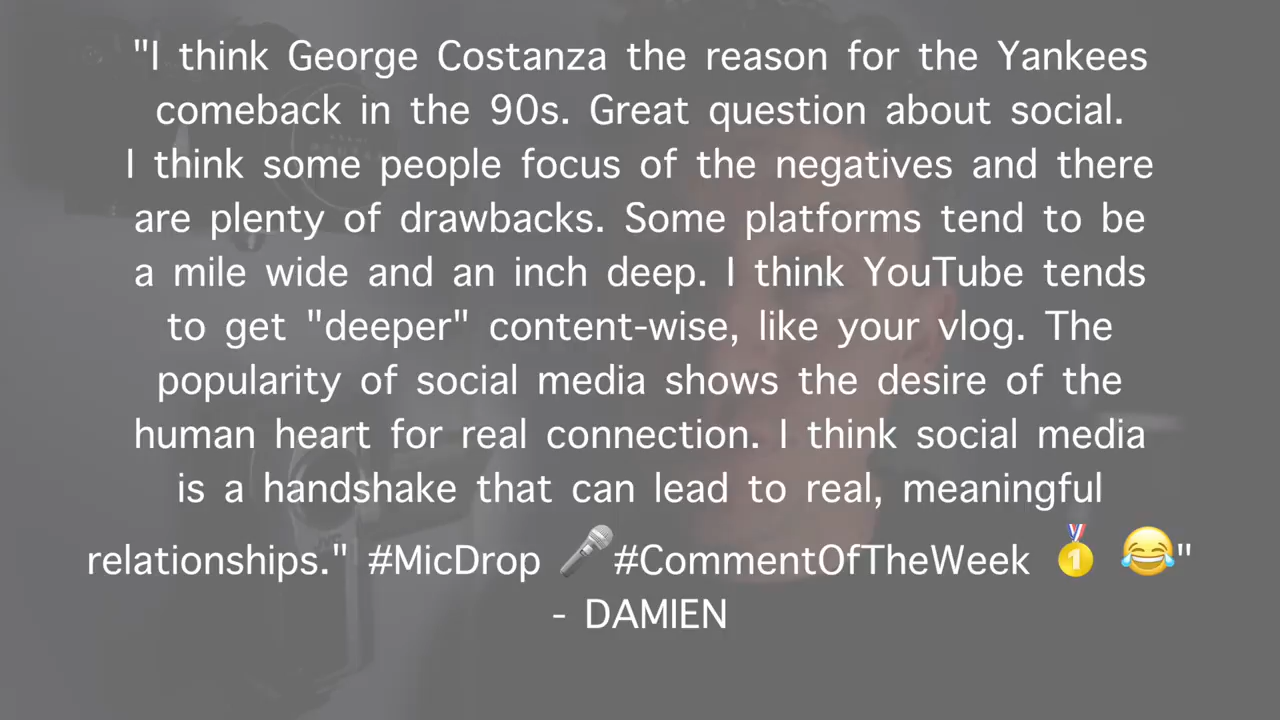 "I think George Costanza the reason for the Yankees
comeback in the 90s. Great question about social.
I think some people focus of the negatives and there
are plenty of drawbacks. Some platforms tend to be
a mile wide and an inch deep. I think YouTube tends
to get "deeper" content-wise, like your vlog. The
popularity of social media shows the desire of the
human heart for real connection. I think social media
is a handshake that can lead to real, meaningful
relationships." #MicDrop 🎤#CommentOfTheWeek 🥇 😂"
- DAMIEN